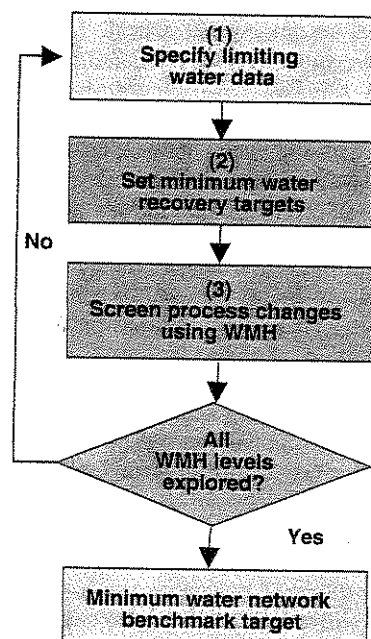 (1)
Specify limiting
water data
(2)
Set minimum water
recovery targets
No
(3)
Screen process changes
using WMH
All
WMH levels
explored?
Yes
Minimum water network
benchmark target